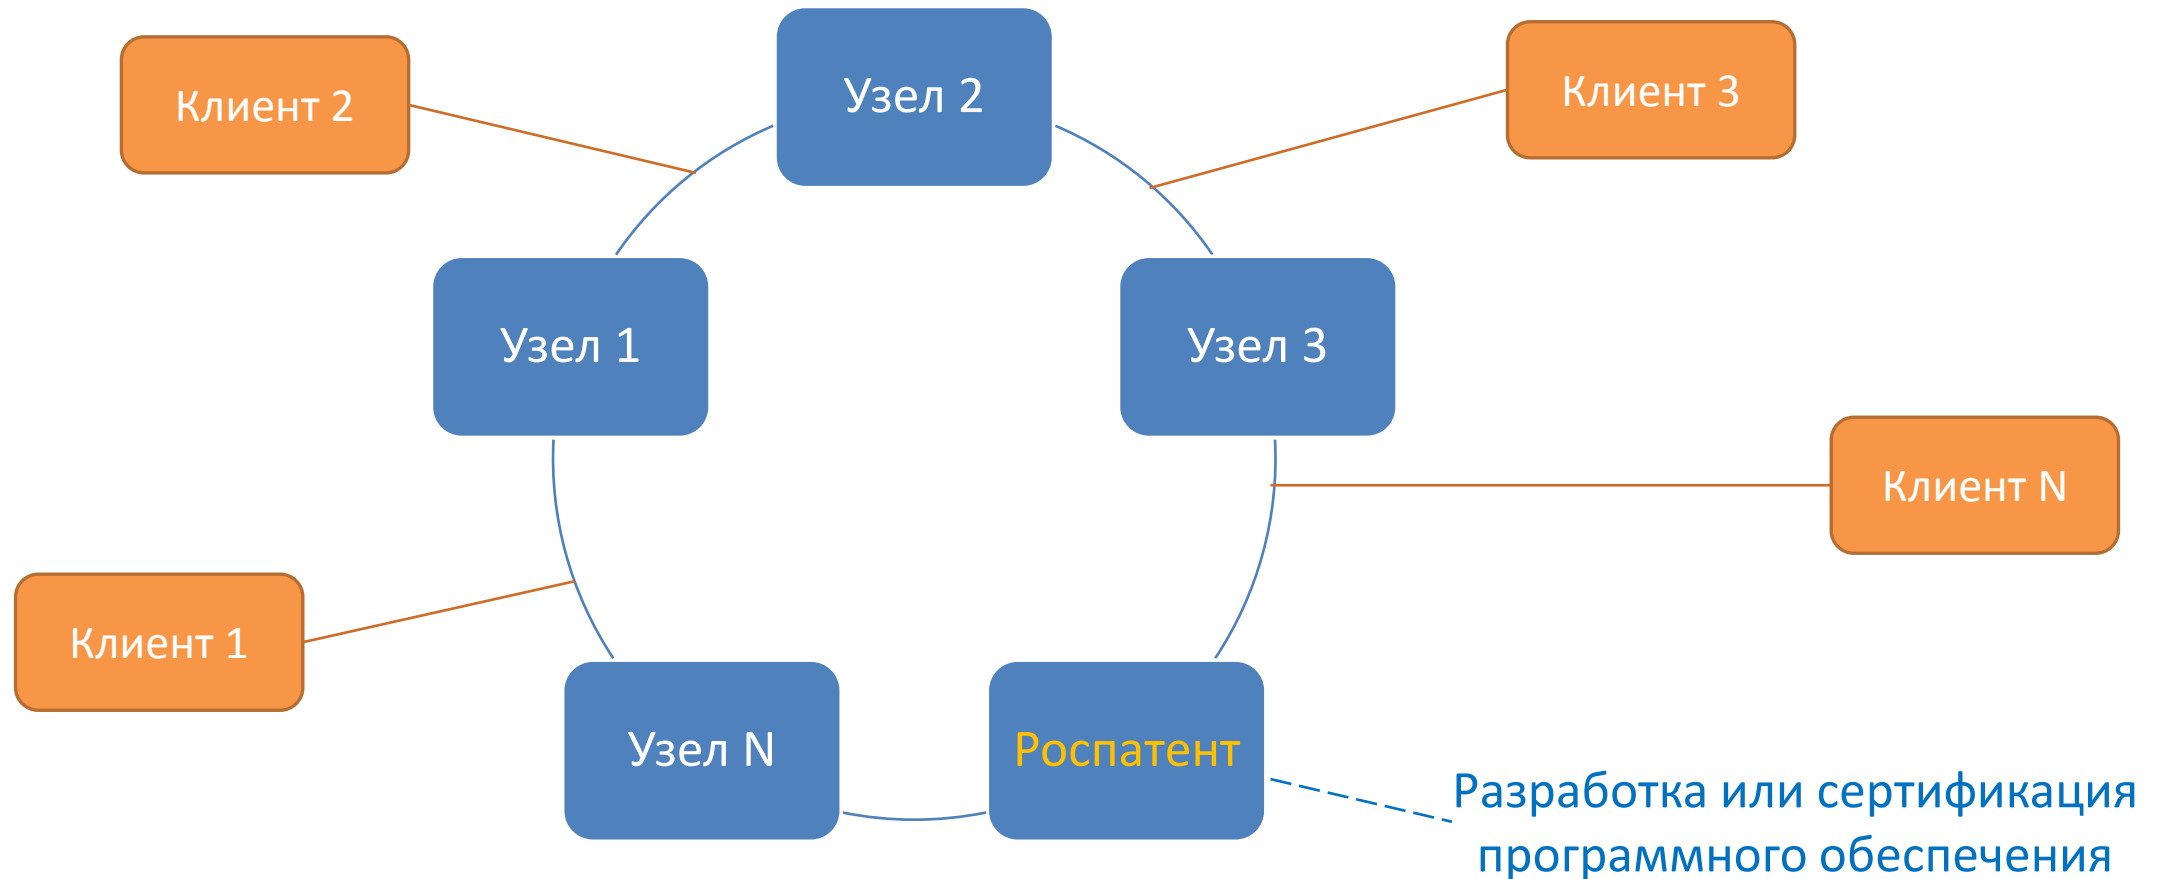 Узел 2
Клиент 3
Клиент 2
Узел 1
Узел 3
Клиент N
Клиент 1
Узел N
Роспатент
Разработка или сертификация
программного обеспечения